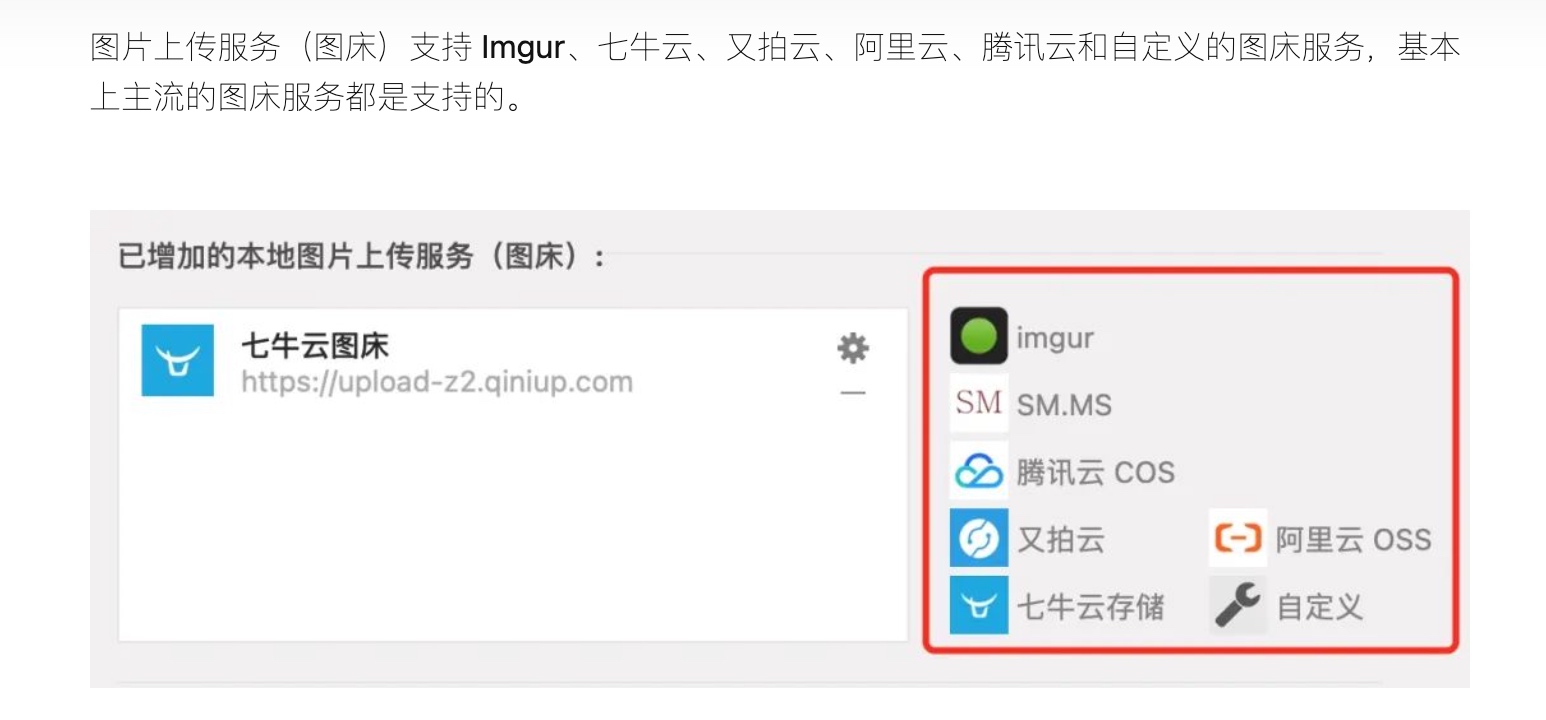 图片上传服务（图床）支持 Imgur、七牛云、又拍云、阿里云、腾讯云和自定义的图床服务，基本
上主流的图床服务都是支持的。
已增加的本地图片上传服务（图床）:
七牛云图床
https://upload-z2.qiniup.com
imgur
SM SM.MS
腾讯云 COS
又拍云 阿里云 OSS
七牛云存储 自定义